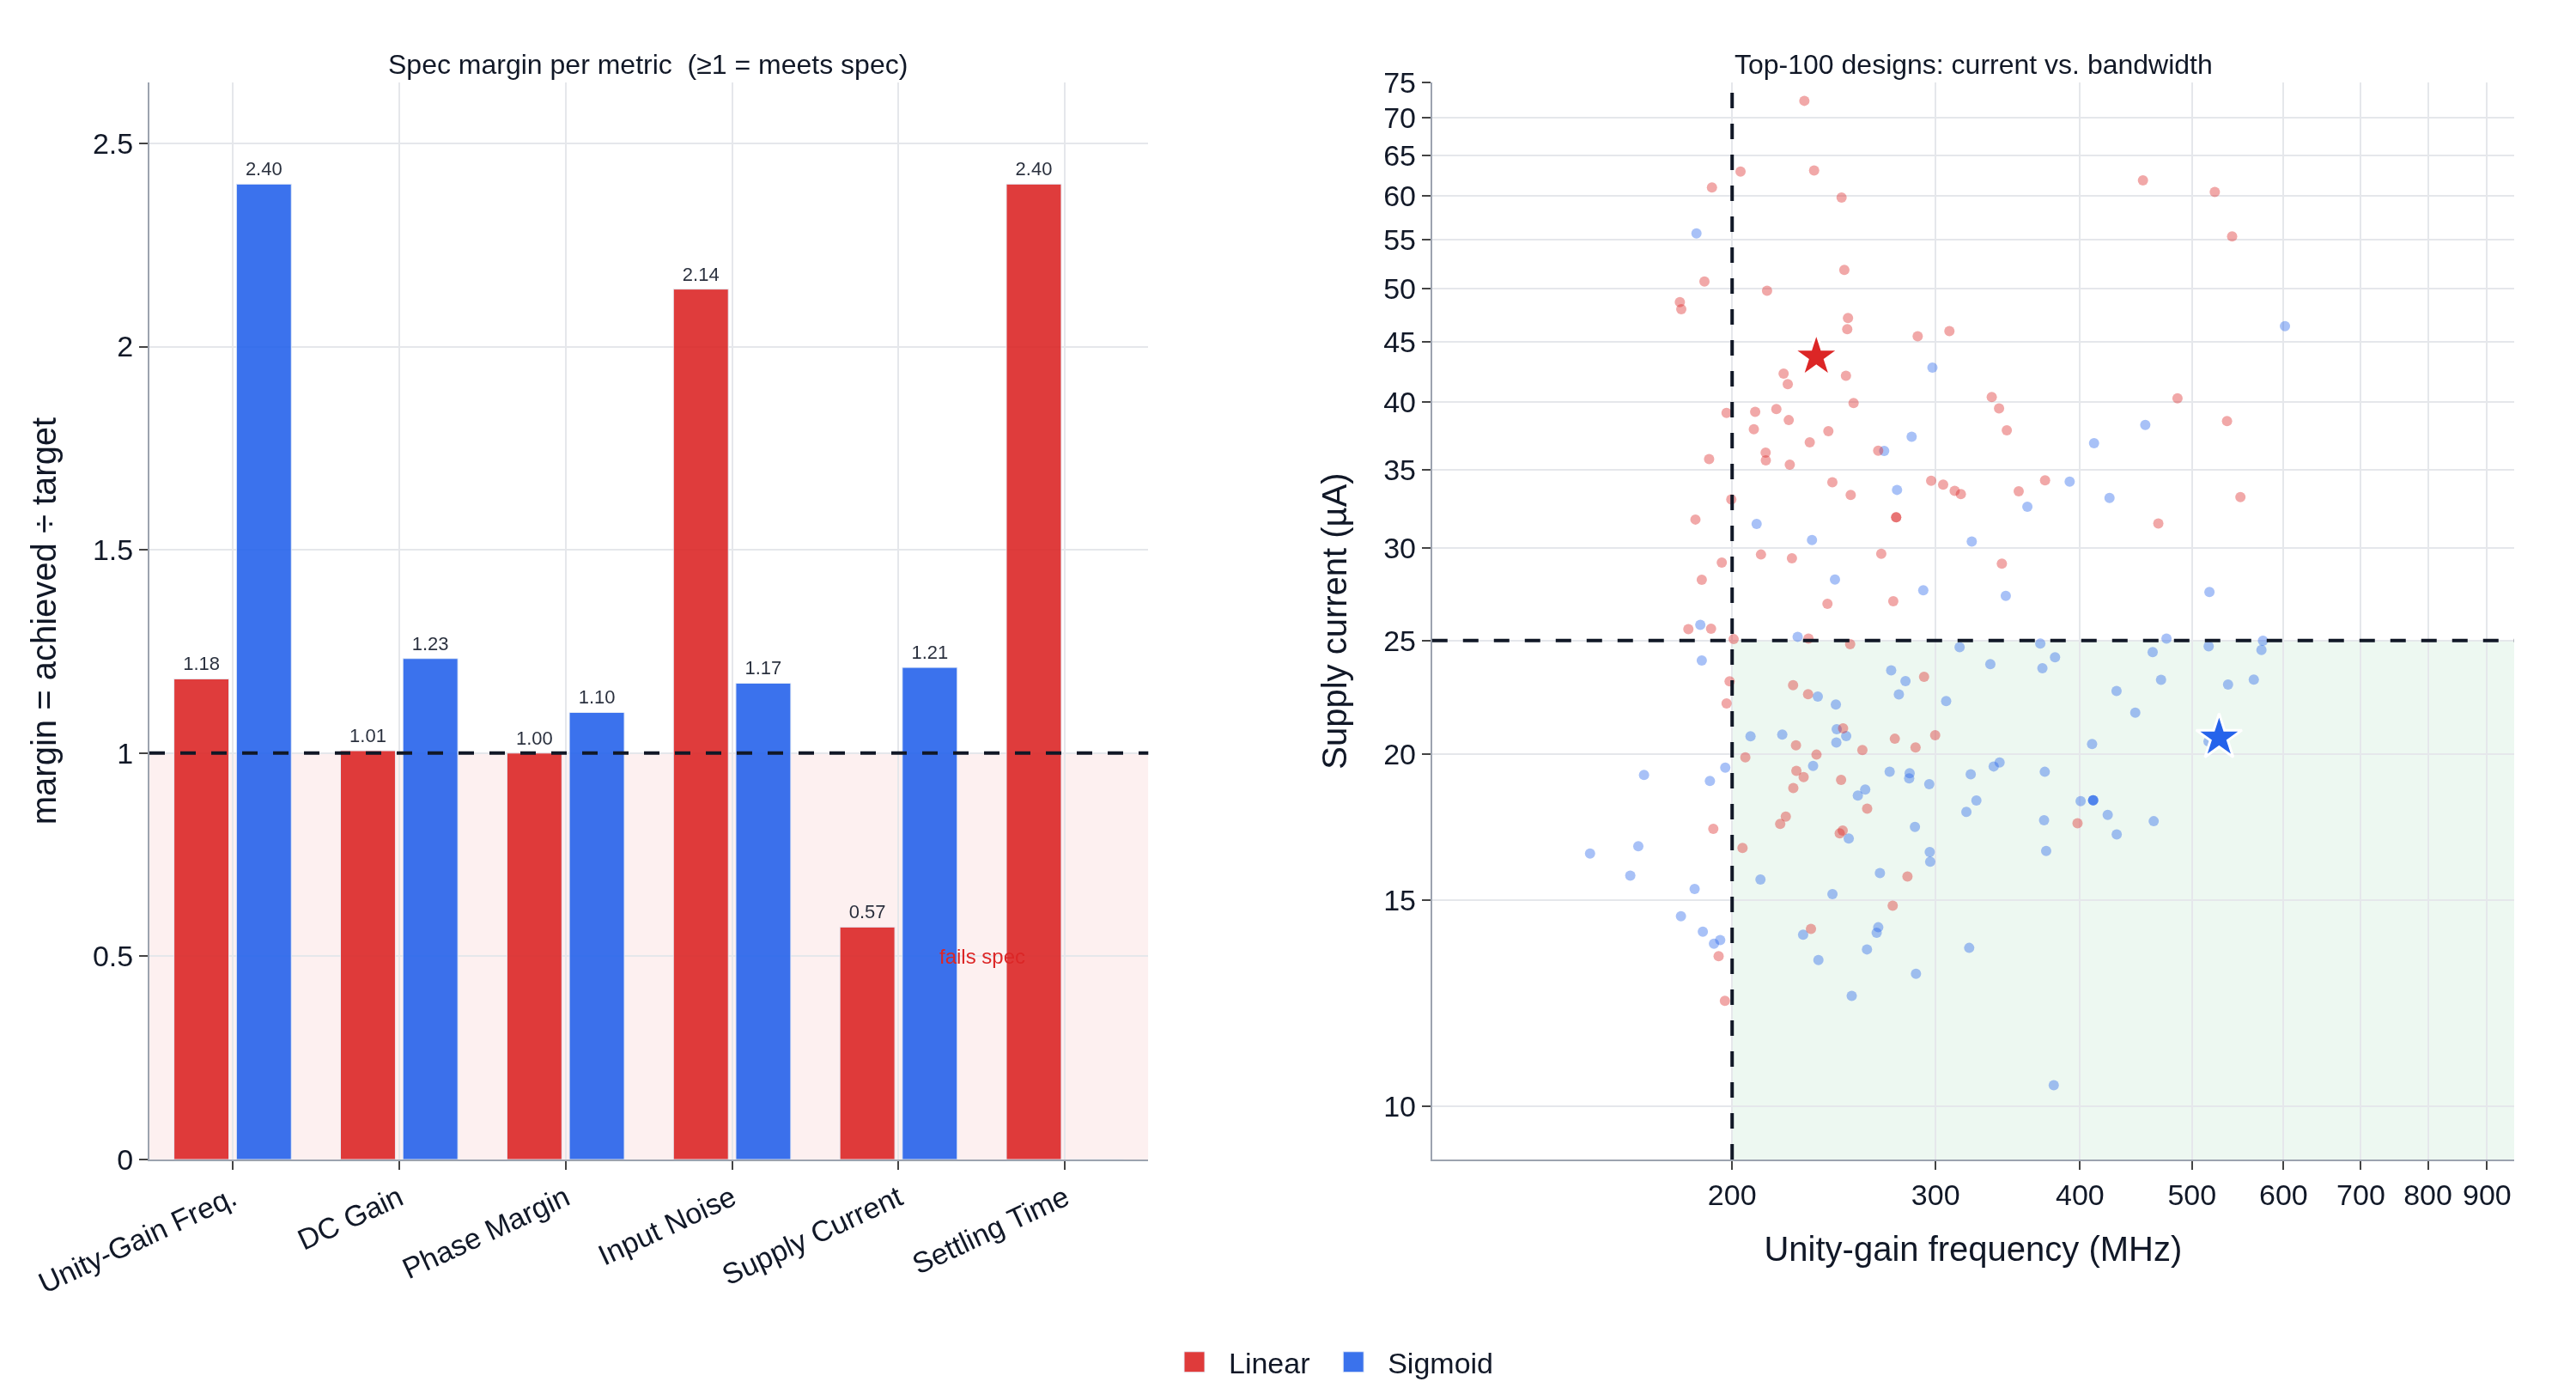 Spec margin per metric  (≥1 = meets spec)
margin = achieved ÷ target
2.5
2
1.5
1
0.5
0
1.18
2.40
1.01
1.23
1.00
1.10
2.14
1.17
0.57
1.21
2.40
fails spec
Unity-Gain Freq.
DC Gain
Phase Margin
Input Noise
Supply Current
Settling Time
Top-100 designs: current vs. bandwidth
Supply current (µA)
75
70
65
60
55
50
45
40
35
30
25
20
15
10
200 300 400 500 600 700 800 900
Unity-gain frequency (MHz)
Linear
Sigmoid